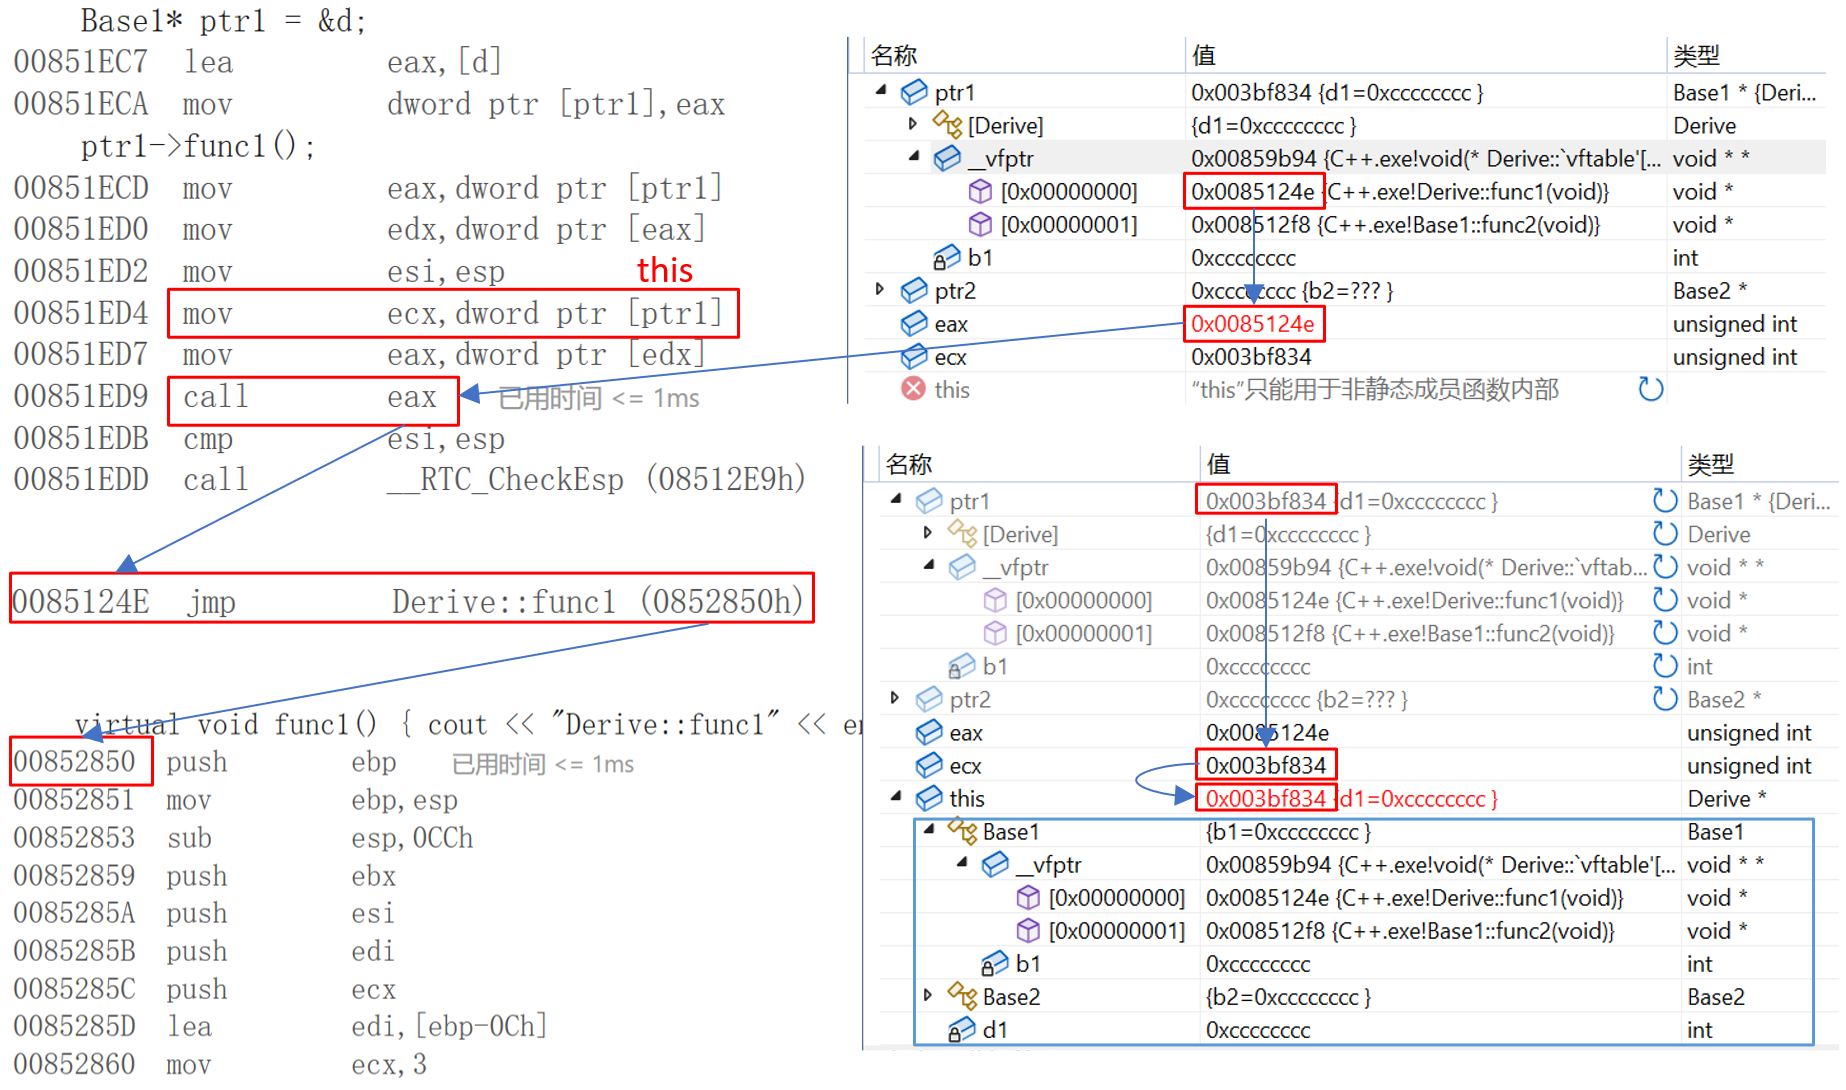 Base1* ptr1 = &d;
00851EC7 lea eax,[d]
00851ECA mov dword ptr [ptr1],eax
ptr1->func1();
00851ECD mov eax,dword ptr [ptr1]
00851ED0 mov edx,dword ptr [eax]
00851ED2 mov esi,esp
this
00851ED4 mov ecx,dword ptr [ptr1]
00851ED7 mov eax,dword ptr [edx]
00851ED9 call eax 已用时间 <= 1ms
00851EDB cmp esi,esp
00851EDD call __RTC_CheckEsp (08512E9h)
0085124E jmp Derive::func1 (0852850h)
virtual void func1() { cout << "Derive::func1" << en
00852850 push ebp 已用时间 <= 1ms
00852851 mov ebp,esp
00852853 sub esp,0CCh
00852859 push ebx
0085285A push esi
0085285B push edi
0085285C push ecx
0085285D lea edi,[ebp-0Ch]
00852860 mov ecx,3
名称 值 类型
ptr1 0x003bf834 {d1=0xcccccccc } Base1 * {Deri...
[Derive] {d1=0xcccccccc } Derive
__vfptr 0x00859b94 {C++.exe!void(* Derive::`vftable'[... void * *
[0x00000000] 0x0085124e {C++.exe!Derive::func1(void)} void *
[0x00000001] 0x008512f8 {C++.exe!Base1::func2(void)} void *
b1 0xcccccccc int
ptr2 0xcccccccc {b2=??? } Base2 *
eax 0x0085124e unsigned int
ecx 0x003bf834 unsigned int
this “this”只能用于非静态成员函数内部
名称 值 类型
ptr1 0x003bf834 {d1=0xcccccccc } Base1 * {Deri...
[Derive] {d1=0xcccccccc } Derive
__vfptr 0x00859b94 {C++.exe!void(* Derive::`vftab... void * *
[0x00000000] 0x0085124e {C++.exe!Derive::func1(void)} void *
[0x00000001] 0x008512f8 {C++.exe!Base1::func2(void)} void *
b1 0xcccccccc int
ptr2 0xcccccccc {b2=??? } Base2 *
eax 0x0085124e unsigned int
ecx 0x003bf834 unsigned int
this 0x003bf834 {d1=0xcccccccc } Derive *
Base1 {b1=0xcccccccc } Base1
__vfptr 0x00859b94 {C++.exe!void(* Derive::`vftable'[... void * *
[0x00000000] 0x0085124e {C++.exe!Derive::func1(void)} void *
[0x00000001] 0x008512f8 {C++.exe!Base1::func2(void)} void *
b1 0xcccccccc int
Base2 {b2=0xcccccccc } Base2
d1 0xcccccccc int